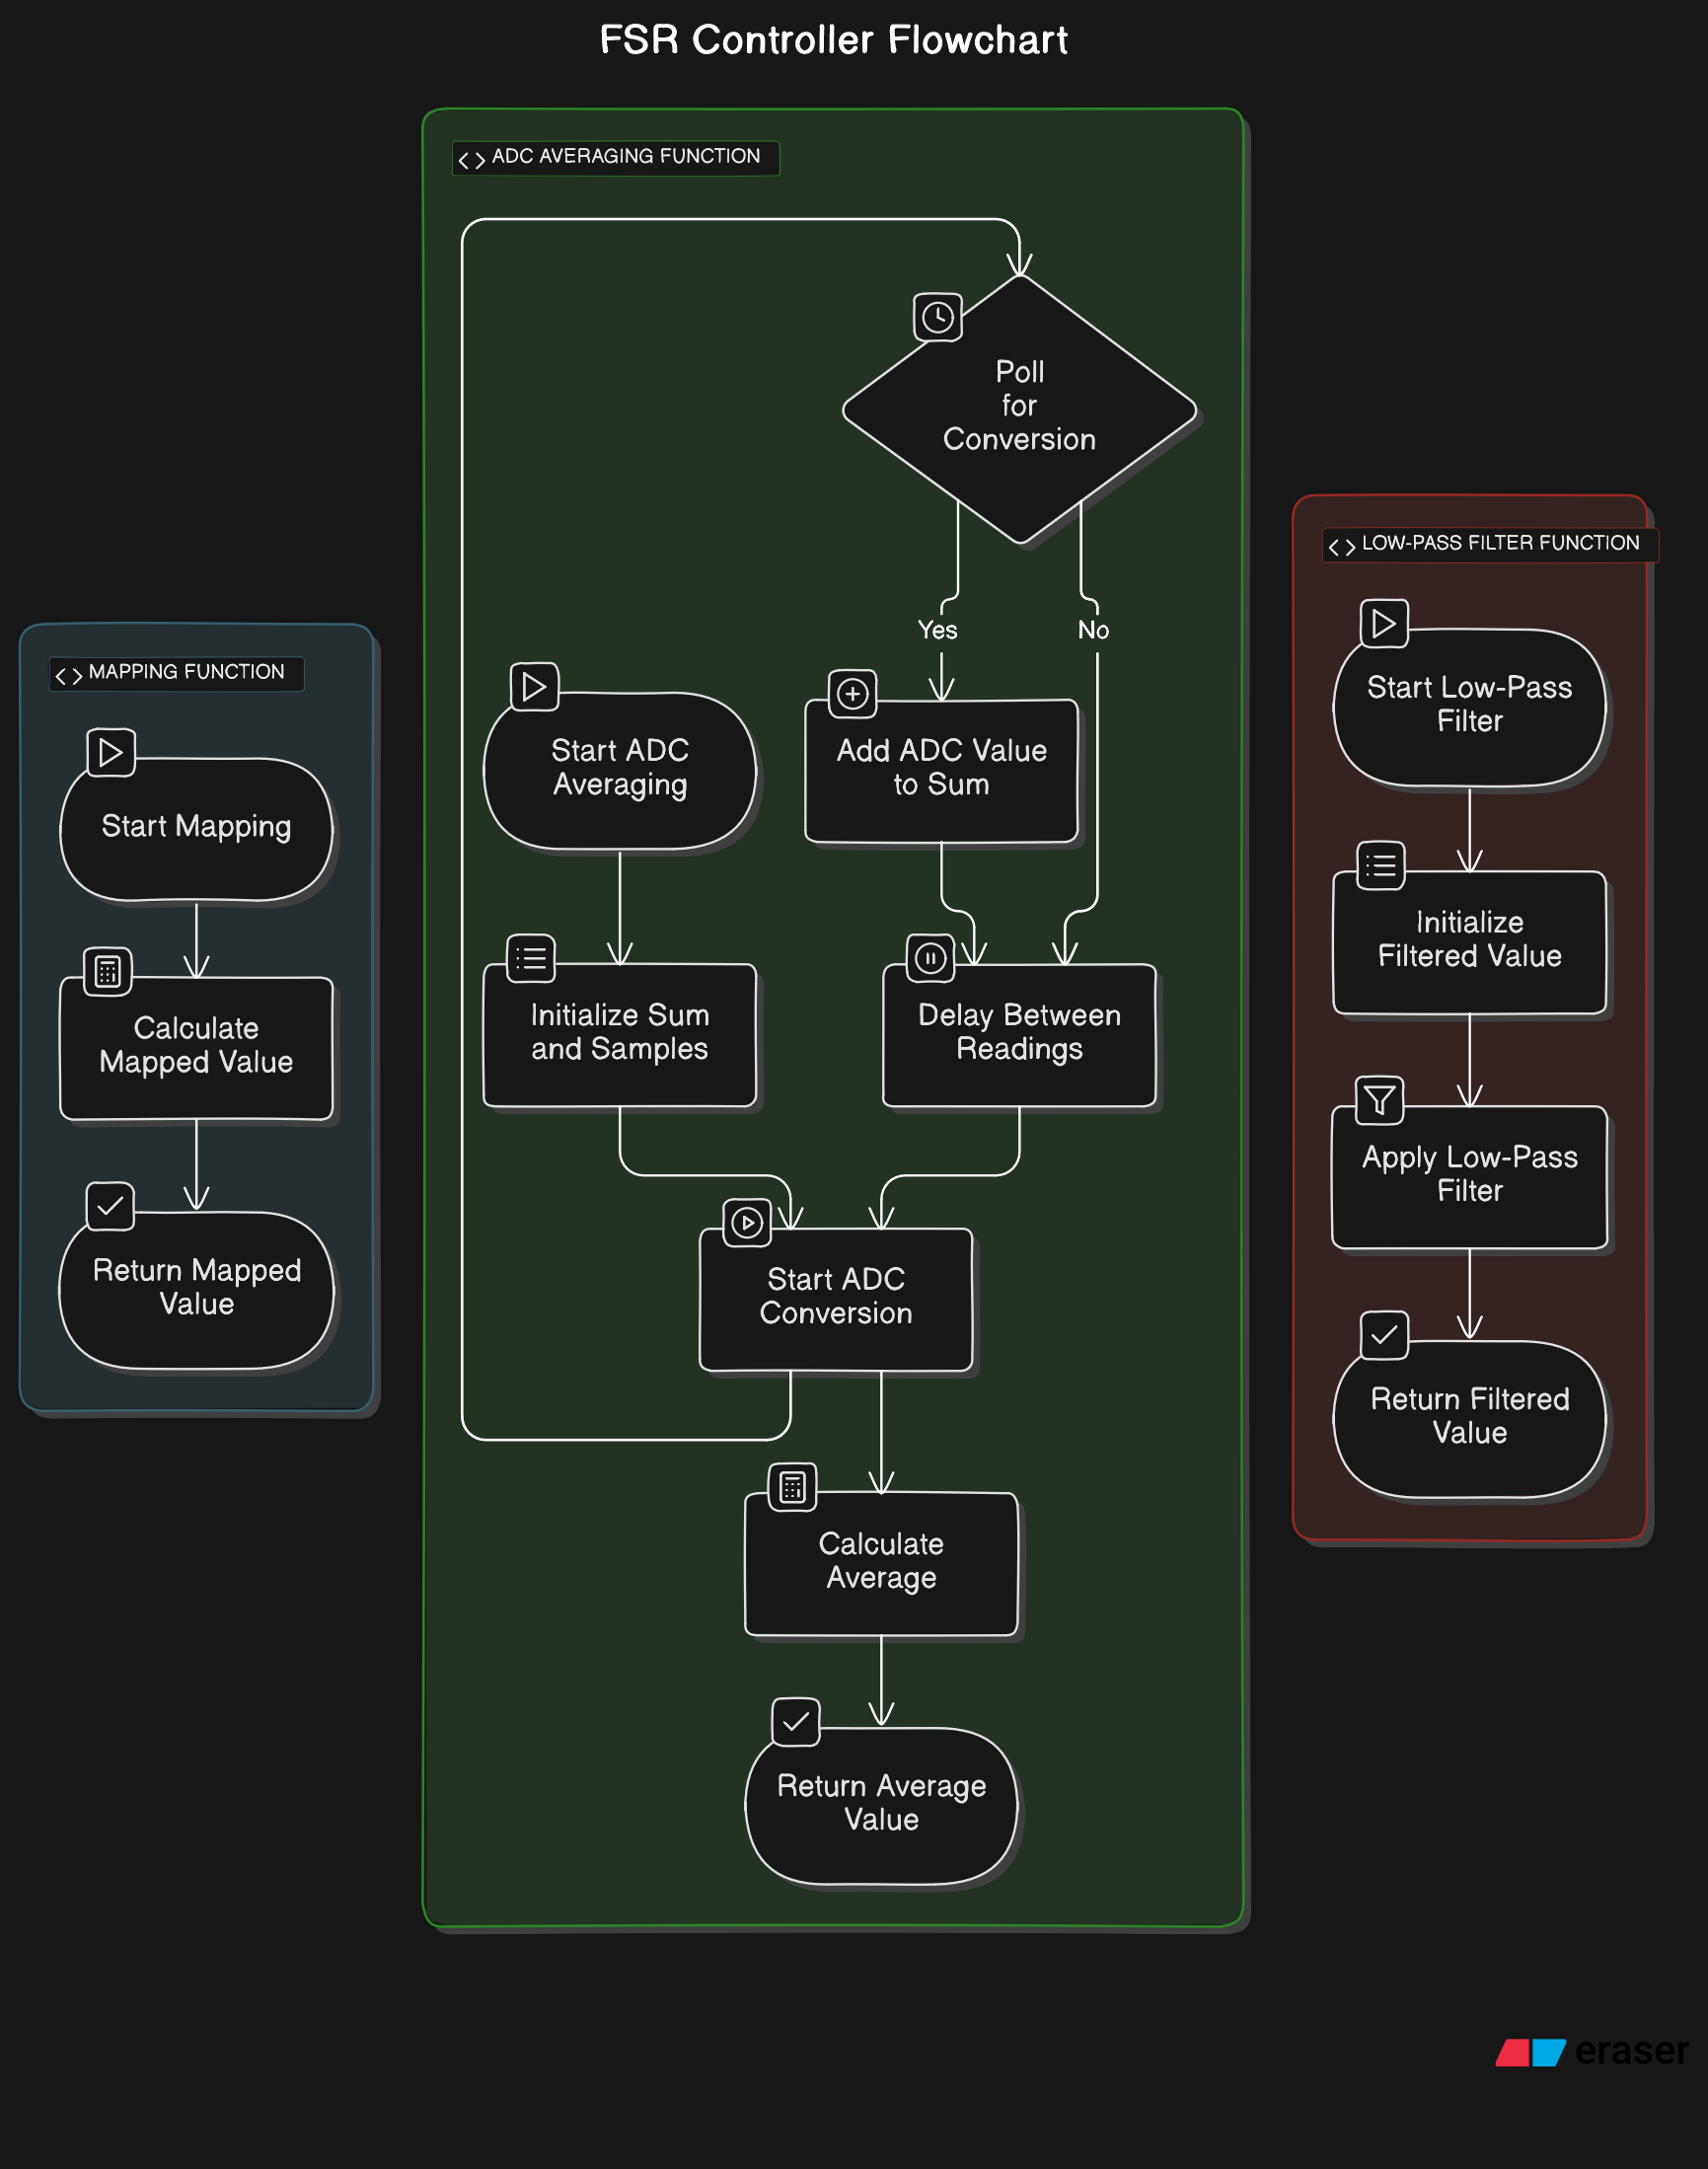 FSR Controller Flowchart
ADC AVERAGING FUNCTION
Poll
for
Conversion
Yes
No
Start ADC
Averaging
Add ADC Value
to Sum
Initialize Sum
and Samples
Delay Between
Readings
Start ADC
Conversion
Calculate
Average
Return Average
Value
MAPPING FUNCTION
Start Mapping
Calculate
Mapped Value
Return Mapped
Value
LOW-PASS FILTER FUNCTION
Start Low-Pass
Filter
Initialize
Filtered Value
Apply Low-Pass
Filter
Return Filtered
Value
eraser